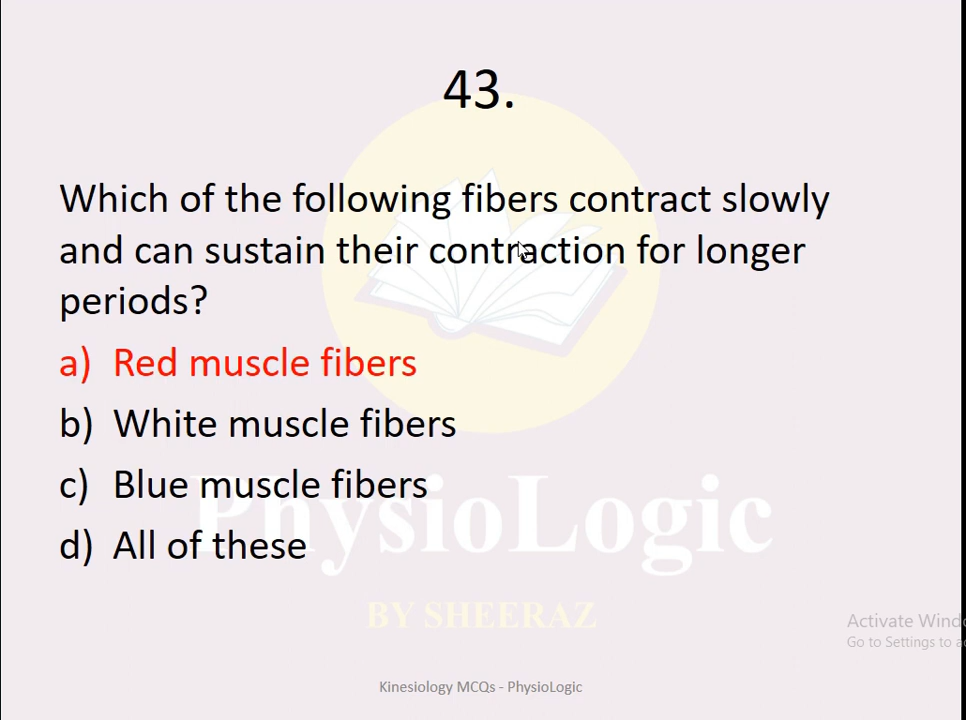 43.
Which of the following fibers contract slowly
and can sustain their contraction for longer
periods?
a) Red muscle fibers
b) White muscle fibers
c) Blue muscle fibers
d) All of these
PhysioLogic
BY SHEERAZ
Activate Windo
Go to Settings to a
Kinesiology MCQs - PhysioLogic